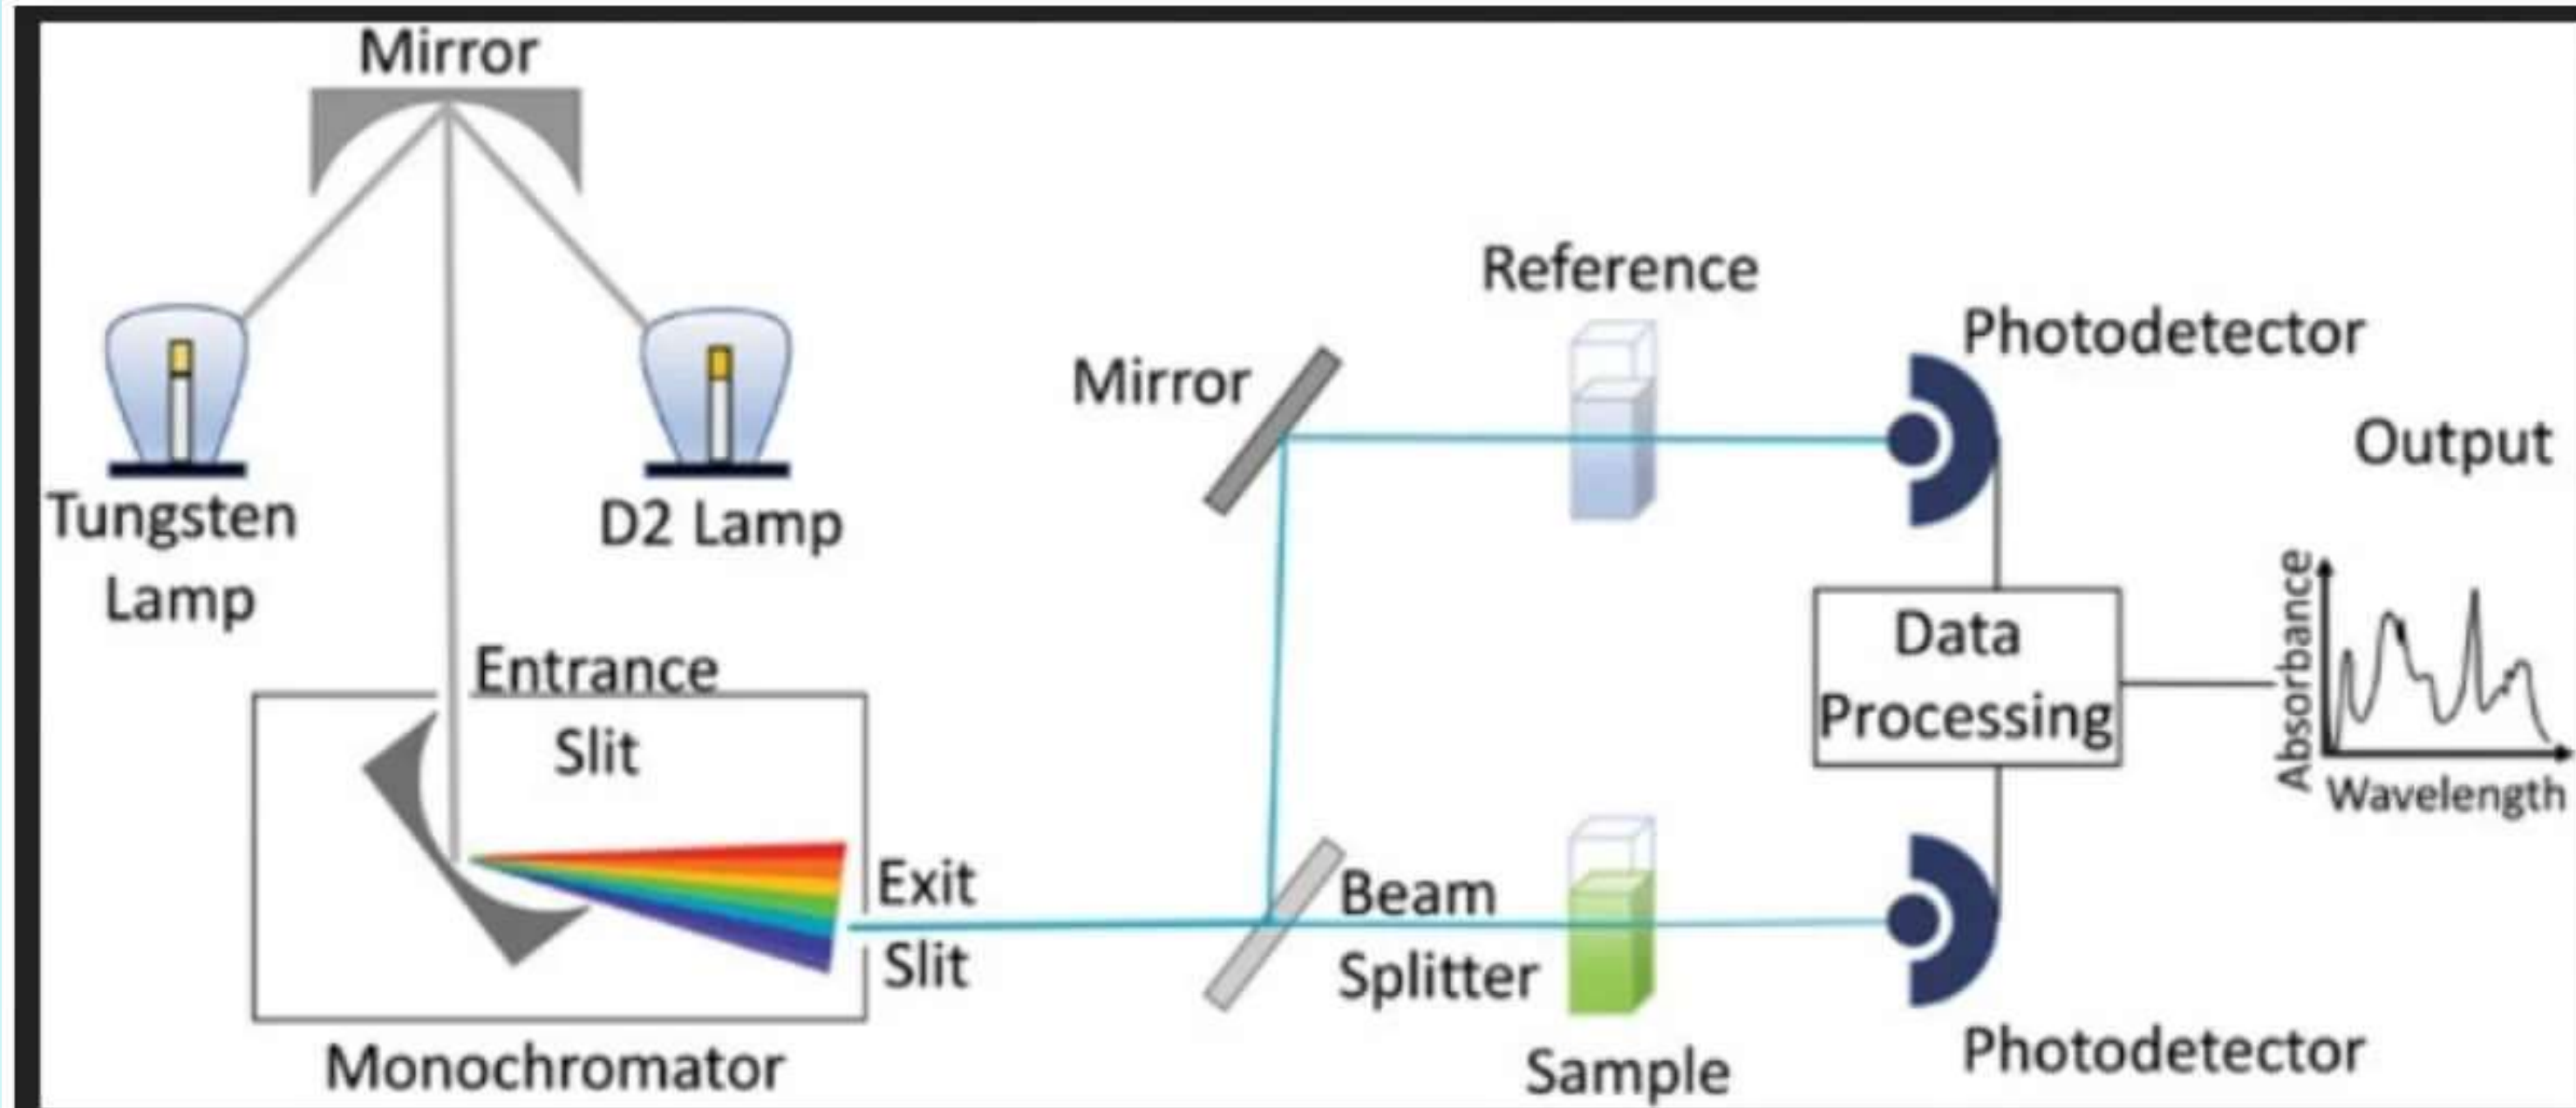 Mirror
Tungsten
Lamp
D2 Lamp
Entrance
Slit
Exit
Slit
Monochromator
Mirror
Reference
Beam
Splitter
Sample
Photodetector
Data
Processing
Photodetector
Output
Absorbance
Wavelength